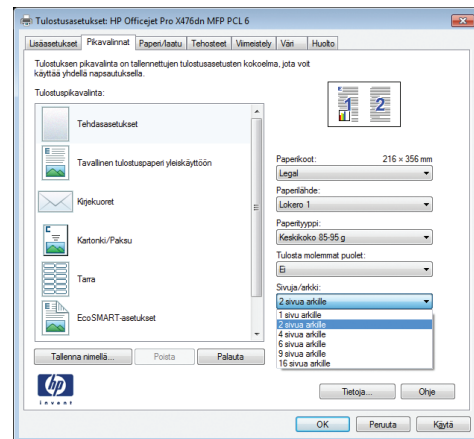 Tulostusasetukset: HP Officejet Pro X476dn MFP PCL 6
Lisäasetukset Pikavalinnat Paperi/laatu Tehosteet Viimeistely Väri Huolto
Tulostuksen pikavalinta on tallennettujen tulostusasetusten kokoelma, jota voit
käyttää yhdellä napsautuksella.
Tulostuspikavalinta:
Tehdasasetukset
Tavallinen tulostuspaperi yleiskäyttöön
Kirjekuoret
Kartonki/Paksu
Tarra
EcoSMART-asetukset
Tallenna nimellä... Poista Palauta
1 2
Paperikoot: 216 × 356 mm
Legal
Paperilähde:
Lokero 1
Paperityyppi:
Keskikoko 85-95 g
Tulosta molemmat puolet:
Ei
Sivuja/arkki:
2 sivua arkille
1 sivu arkille
2 sivua arkille
4 sivua arkille
6 sivua arkille
9 sivua arkille
16 sivua arkille
hp
invent
Tietoja... Ohje
OK Peruuta Käytä